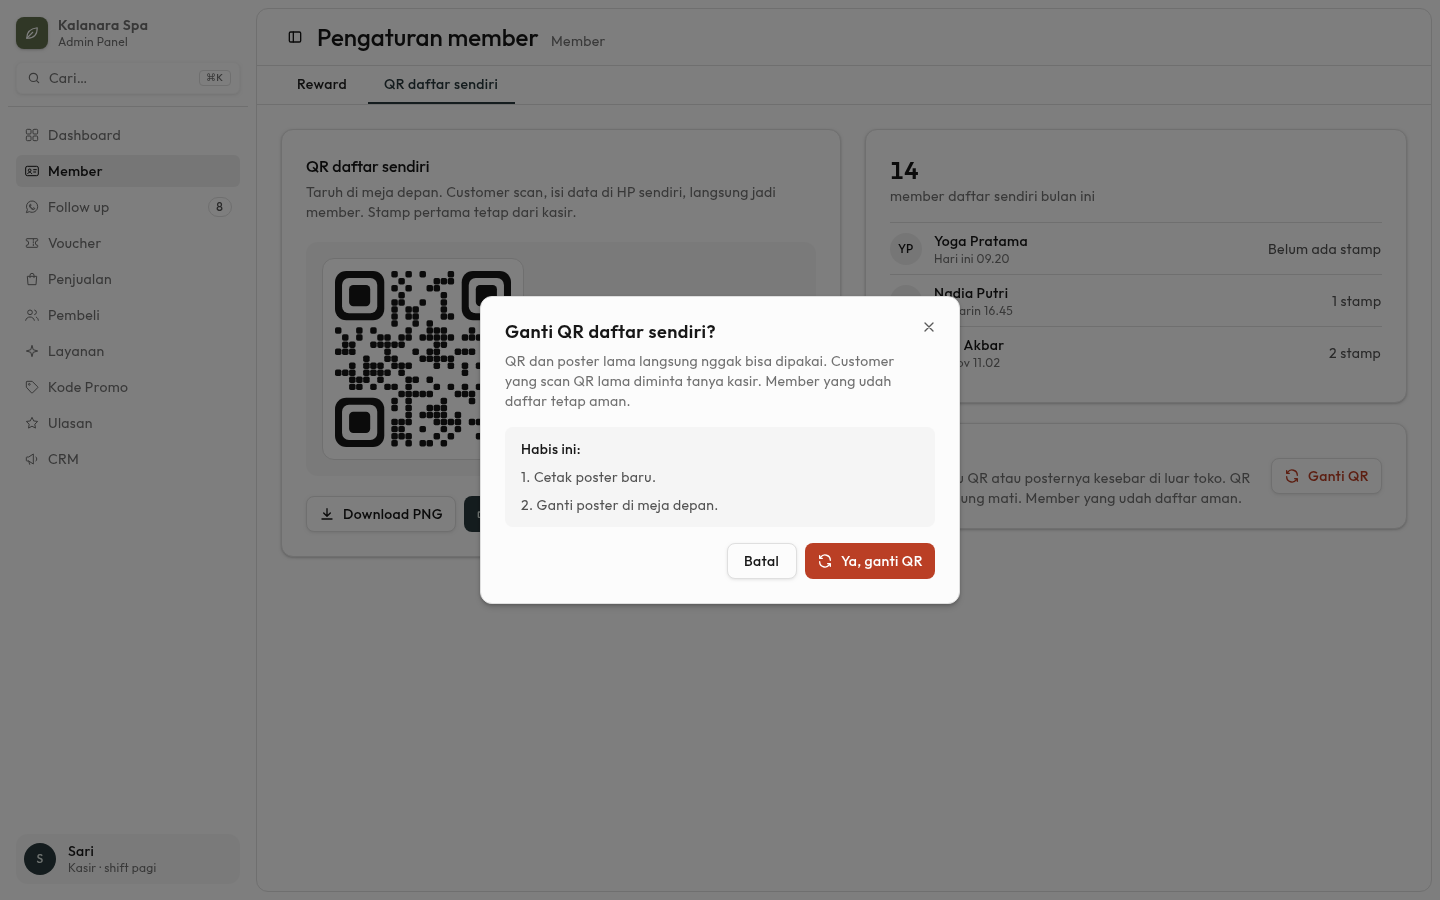 Kalanara Spa
Admin Panel
Cari...
⌘K
Dashboard
Member
Follow up
8
Voucher
Penjualan
Pembeli
Layanan
Kode Promo
Ulasan
CRM
S
Sari
Kasir · shift pagi
Pengaturan member
Member
Reward
QR daftar sendiri
QR daftar sendiri
Taruh di meja depan. Customer scan, isi data di HP sendiri, langsung jadi
member. Stamp pertama tetap dari kasir.
Download PNG
14
member daftar sendiri bulan ini
YP
Yoga Pratama
Hari ini 09.20
Belum ada stamp
Nadia Putri
16.45
1 stamp
Akbar
11.02
2 stamp
QR atau posternya kesebar di luar toko. QR
mati. Member yang udah daftar aman.
Ganti QR
Ganti QR daftar sendiri?
QR dan poster lama langsung nggak bisa dipakai. Customer
yang scan QR lama diminta tanya kasir. Member yang udah
daftar tetap aman.
Habis ini:
1. Cetak poster baru.
2. Ganti poster di meja depan.
Batal
Ya, ganti QR